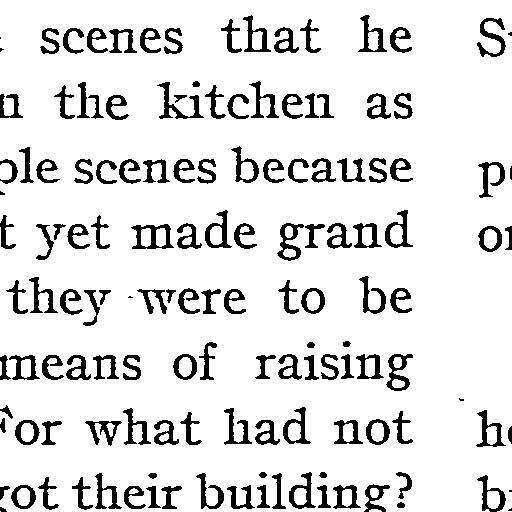 scenes that he
the kitchen as
scenes because
yet made grand
they were to be
means of raising
For what had not
got their building?